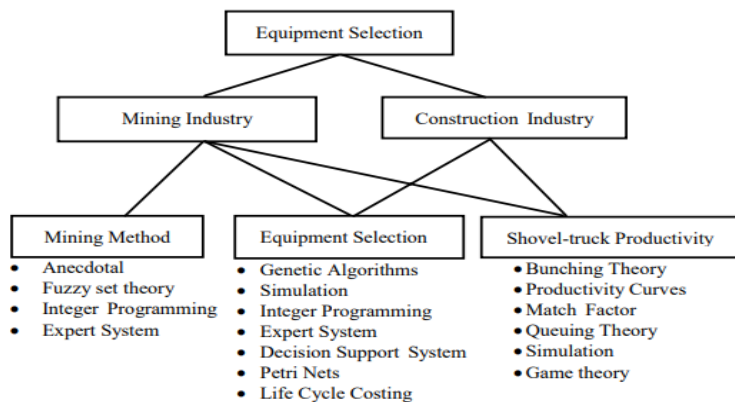 Equipment Selection
Mining Industry
Construction Industry
Mining Method
• Anecdotal
• Fuzzy set theory
• Integer Programming
• Expert System
Equipment Selection
• Genetic Algorithms
• Simulation
• Integer Programming
• Expert System
• Decision Support System
• Petri Nets
• Life Cycle Costing
Shovel-truck Productivity
• Bunching Theory
• Productivity Curves
• Match Factor
• Queuing Theory
• Simulation
• Game theory